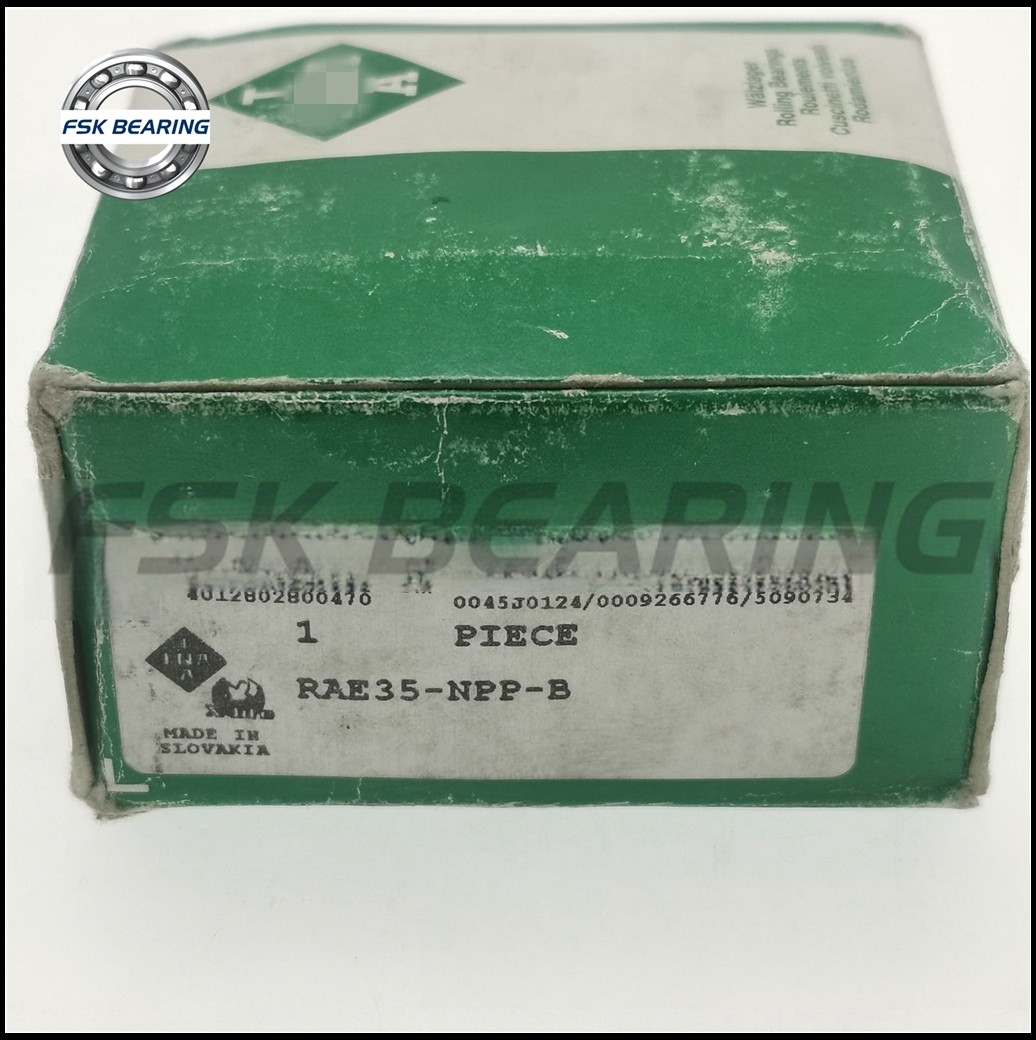 FSK BEARING
Wälzlager
Rolling Bearings
Roulements
Cuscinetti volventi
Rodamientos
FSK BEARING
4012802800470
0045J0124/0009266776/5090734
1 PIECE
INA
RAE35-NPP-B
MADE IN
SLOVAKIA